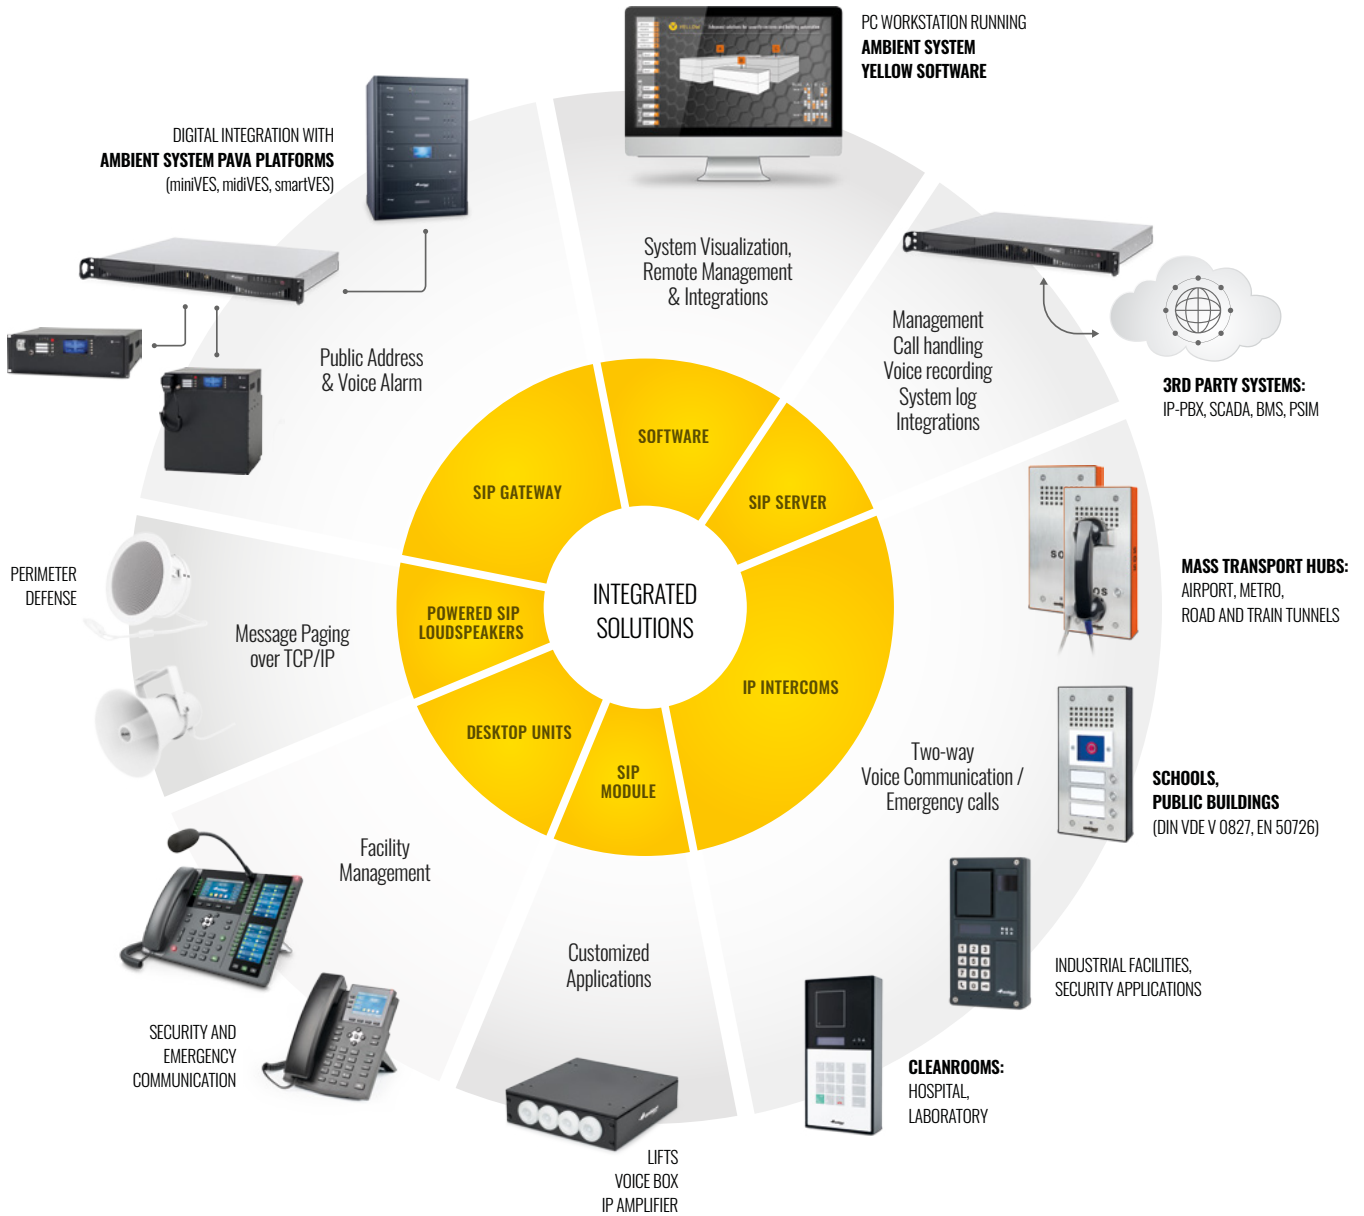 PC WORKSTATION RUNNING
AMBIENT SYSTEM
YELLOW SOFTWARE
DIGITAL INTEGRATION WITH
AMBIENT SYSTEM PAVA PLATFORMS
(miniVES, midiVES, smartVES)
System Visualization,
Remote Management
& Integrations
Management
Call handling
Voice recording
System log
Integrations
3RD PARTY SYSTEMS:
IP-PBX, SCADA, BMS, PSIM
Public Address
& Voice Alarm
SOFTWARE
SIP GATEWAY
SIP SERVER
PERIMETER
DEFENSE
MASS TRANSPORT HUBS:
AIRPORT, METRO,
ROAD AND TRAIN TUNNELS
INTEGRATED
SOLUTIONS
POWERED SIP
LOUDSPEAKERS
Message Paging
over TCP/IP
IP INTERCOMS
DESKTOP UNITS
SIP
MODULE
Two-way
Voice Communication /
Emergency calls
SCHOOLS,
PUBLIC BUILDINGS
(DIN VDE V 0827, EN 50726)
Facility
Management
Customized
Applications
INDUSTRIAL FACILITIES,
SECURITY APPLICATIONS
SECURITY AND
EMERGENCY
COMMUNICATION
CLEANROOMS:
HOSPITAL,
LABORATORY
LIFTS
VOICE BOX
IP AMPLIFIER